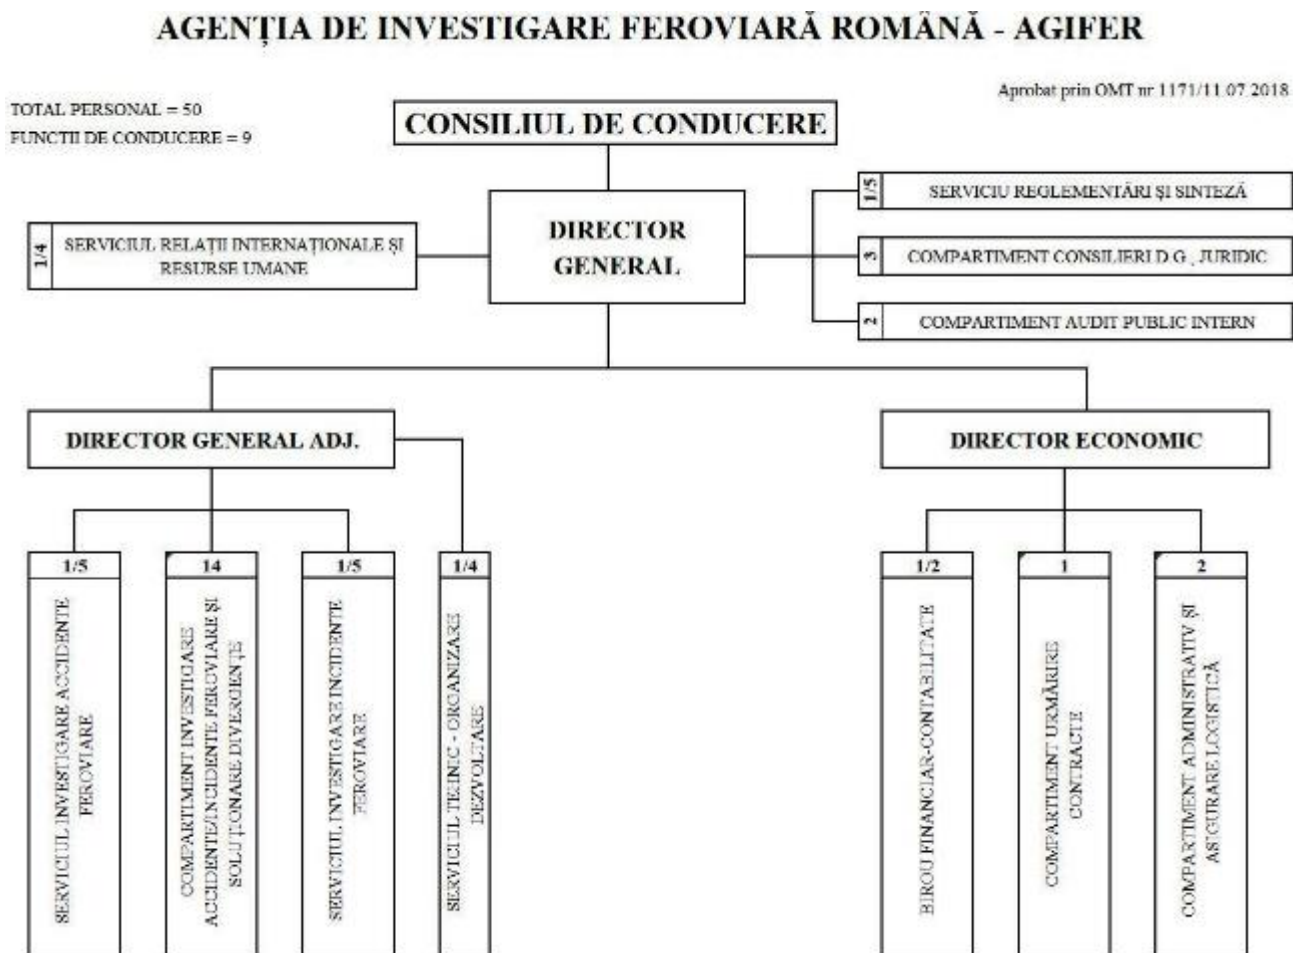 AGENȚIA DE INVESTIGARE FEROVIARĂ ROMÂNĂ - AGIFER
Aprobat prin OMT nr 1171/11.07.2018
TOTAL PERSONAL = 50
FUNCTII DE CONDUCERE = 9
CONSILIUL DE CONDUCERE
DIRECTOR
GENERAL
1/4
SERVICIUL RELAȚII INTERNAȚIONALE ȘI
RESURSE UMANE
1/5
SERVICIU REGLEMENTĂRI ȘI SINTEZĂ
3
COMPARTIMENT CONSILIERI D.G., JURIDIC
2
COMPARTIMENT AUDIT PUBLIC INTERN
DIRECTOR GENERAL ADJ.
DIRECTOR ECONOMIC
1/5
SERVICIUL INVESTIGARE ACCIDENTE
FEROVIARE
14
COMPARTIMENT INVESTIGARE
ACCIDENTE/INCIDENTE FEROVIARE ȘI
SOLUȚIONARE DIVERGENȚE
1/5
SERVICIUL INVESTIGARE INCIDENTE
FEROVIARE
1/4
SERVICIUL TEHNIC - ORGANIZARE
DEZVOLTARE
1/2
BIROU FINANCIAR-CONTABILITATE
1
COMPARTIMENT URMĂRIRE
CONTRACTE
2
COMPARTIMENT ADMINISTRATIV ȘI
ASIGURARE LOGISTICĂ